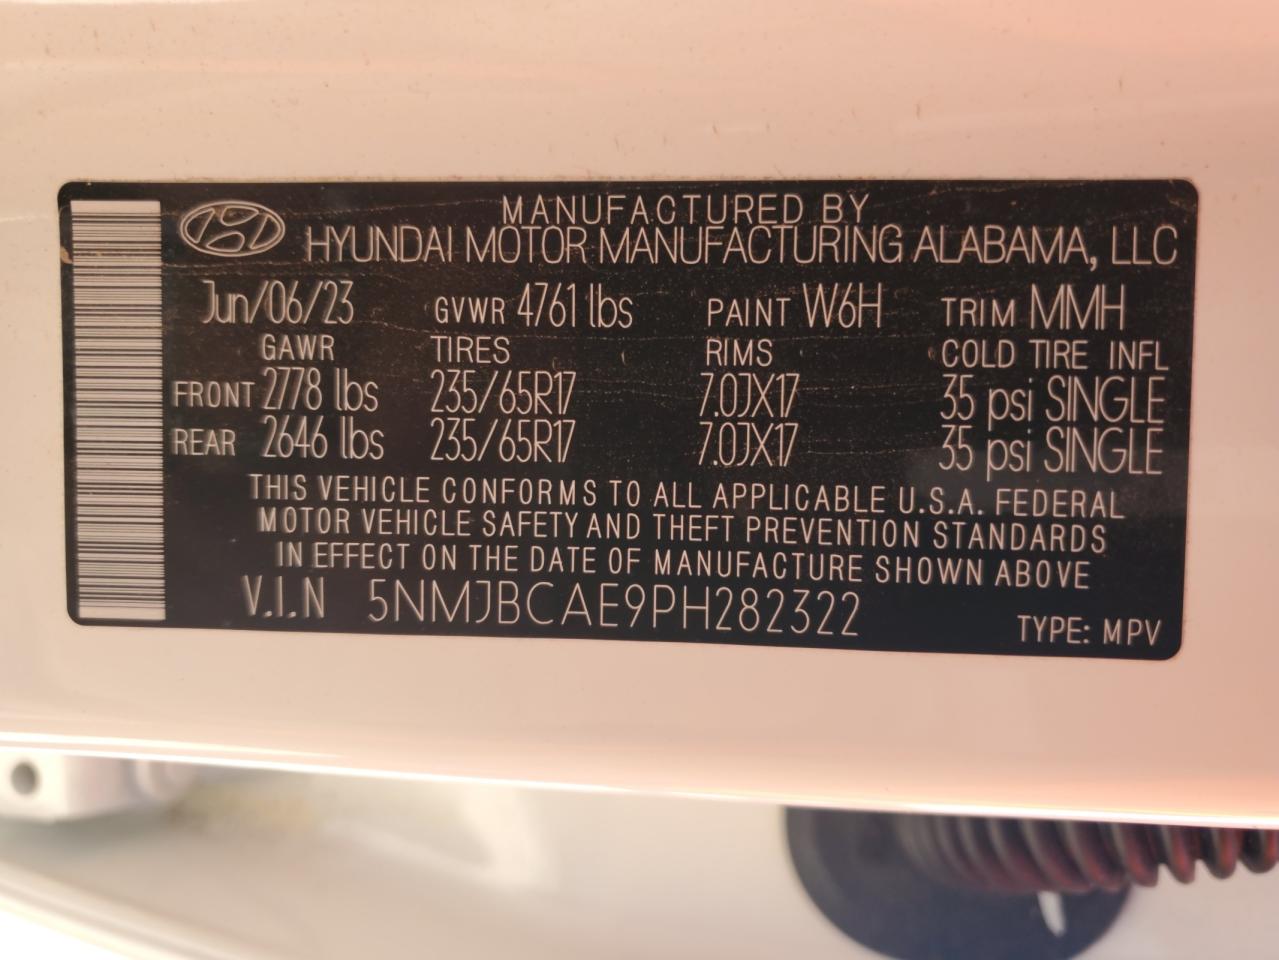 MANUFACTURED BY
HYUNDAI MOTOR MANUFACTURING ALABAMA, LLC
Jun/06/23 GVWR 4761 lbs PAINT W6H TRIM MMH
GAWR TIRES RIMS COLD TIRE INFL
FRONT 2778 lbs 235/65R17 7.0JX17 35 psi SINGLE
REAR 2646 lbs 235/65R17 7.0JX17 35 psi SINGLE
THIS VEHICLE CONFORMS TO ALL APPLICABLE U.S.A. FEDERAL
MOTOR VEHICLE SAFETY AND THEFT PREVENTION STANDARDS
IN EFFECT ON THE DATE OF MANUFACTURE SHOWN ABOVE
V.I.N 5NMJBCAE9PH282322
TYPE: MPV